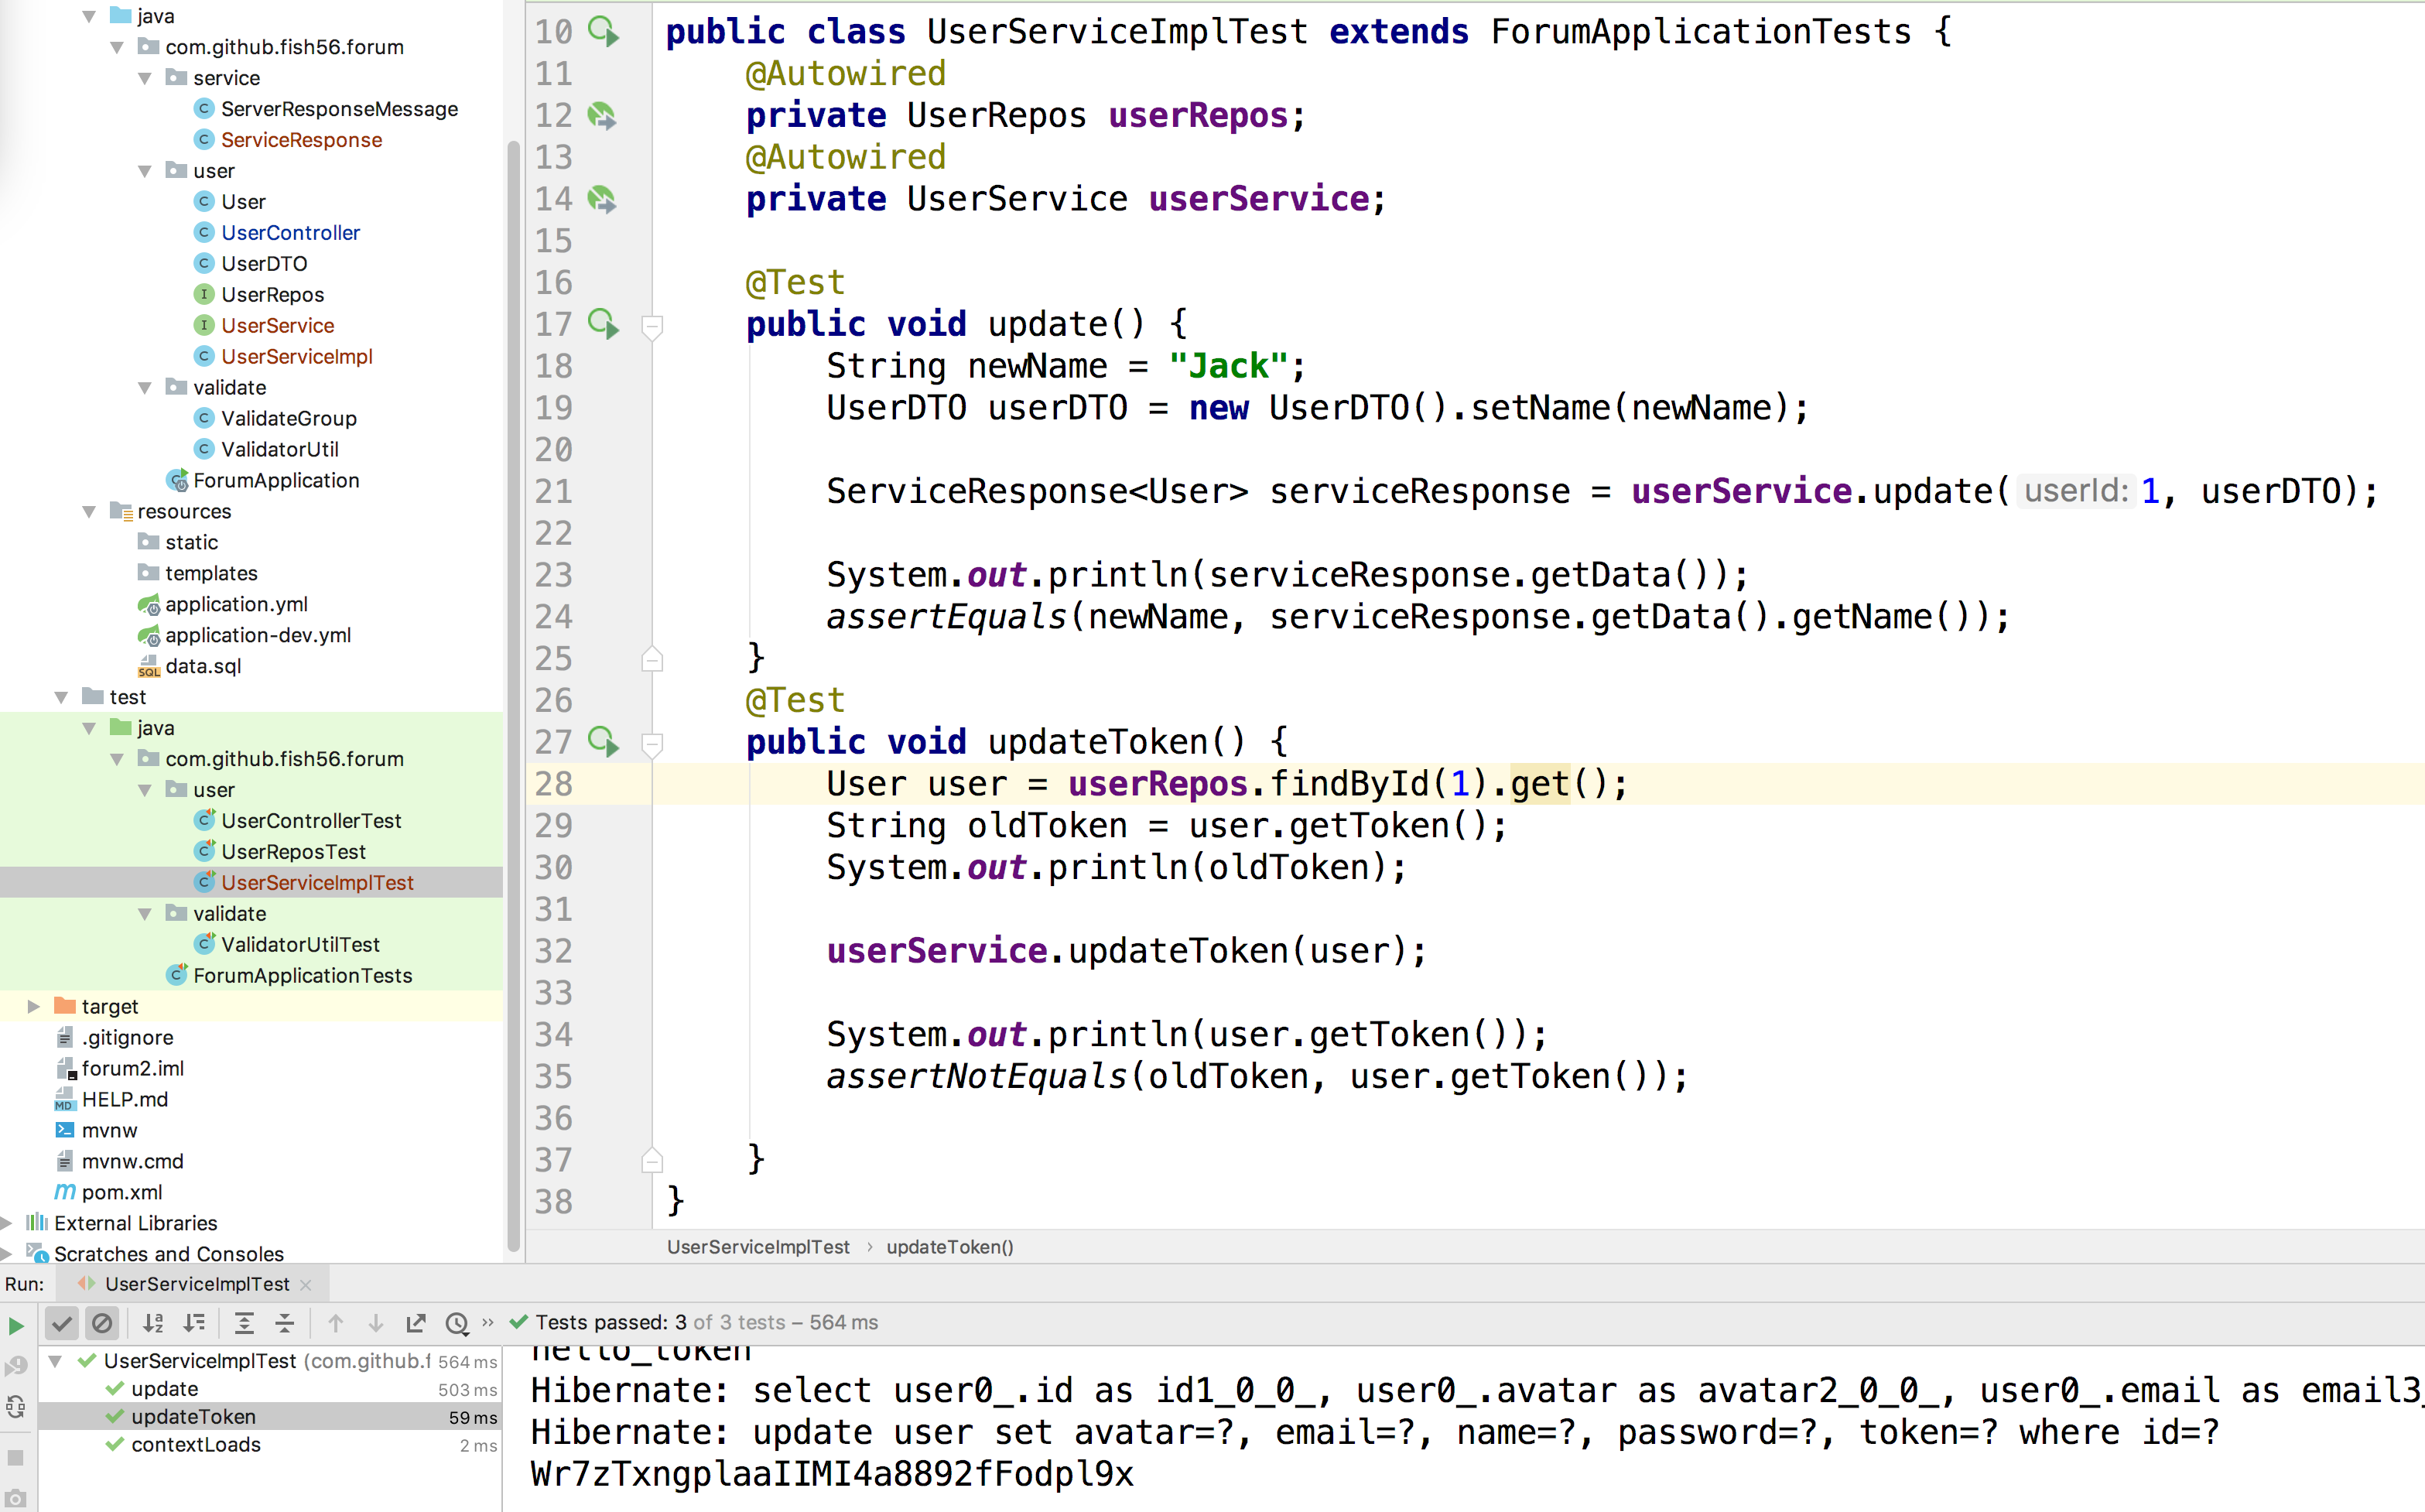 java
com.github.fish56.forum
service
ServerResponseMessage
ServiceResponse
user
User
UserController
UserDTO
UserRepos
UserService
UserServiceImpl
validate
ValidateGroup
ValidatorUtil
ForumApplication
resources
static
templates
application.yml
application-dev.yml
data.sql
test
java
com.github.fish56.forum
user
UserControllerTest
UserReposTest
UserServiceImplTest
validate
ValidatorUtilTest
ForumApplicationTests
target
.gitignore
forum2.iml
HELP.md
mvnw
mvnw.cmd
pom.xml
External Libraries
Scratches and Consoles
10 public class UserServiceImplTest extends ForumApplicationTests {
11 @Autowired
12 private UserRepos userRepos;
13 @Autowired
14 private UserService userService;
15
16 @Test
17 public void update() {
18 String newName = "Jack";
19 UserDTO userDTO = new UserDTO().setName(newName);
20
21 ServiceResponse<User> serviceResponse = userService.update( userId: 1, userDTO);
22
23 System.out.println(serviceResponse.getData());
24 assertEquals(newName, serviceResponse.getData().getName());
25 }
26 @Test
27 public void updateToken() {
28 User user = userRepos.findById(1).get();
29 String oldToken = user.getToken();
30 System.out.println(oldToken);
31
32 userService.updateToken(user);
33
34 System.out.println(user.getToken());
35 assertNotEquals(oldToken, user.getToken());
36
37 }
38 }
UserServiceImplTest › updateToken()
Run: UserServiceImplTest ×
» Tests passed: 3 of 3 tests – 564 ms
UserServiceImplTest (com.github.f 564 ms
update 503 ms
updateToken 59 ms
contextLoads 2 ms
hello_token
Hibernate: select user0_.id as id1_0_0_, user0_.avatar as avatar2_0_0_, user0_.email as email3_
Hibernate: update user set avatar=?, email=?, name=?, password=?, token=? where id=?
Wr7zTxngplaaIIMI4a8892fFodpl9x